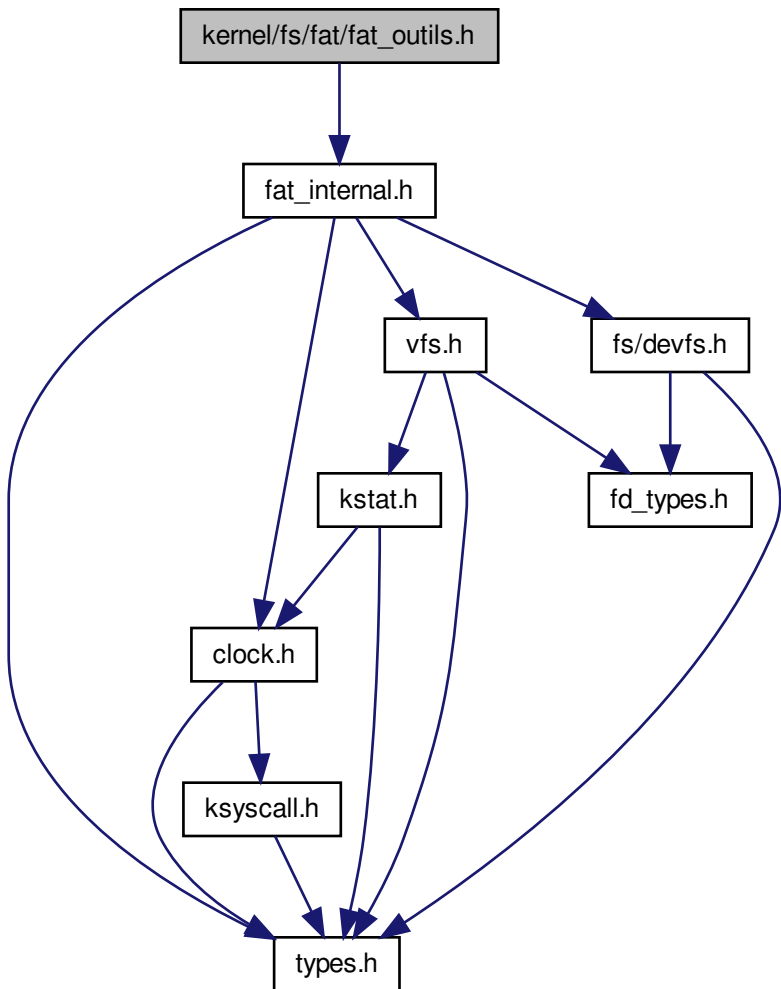 kernel/fs/fat/fat_outils.h
fat_internal.h
vfs.h
fs/devfs.h
kstat.h
fd_types.h
clock.h
ksyscall.h
types.h